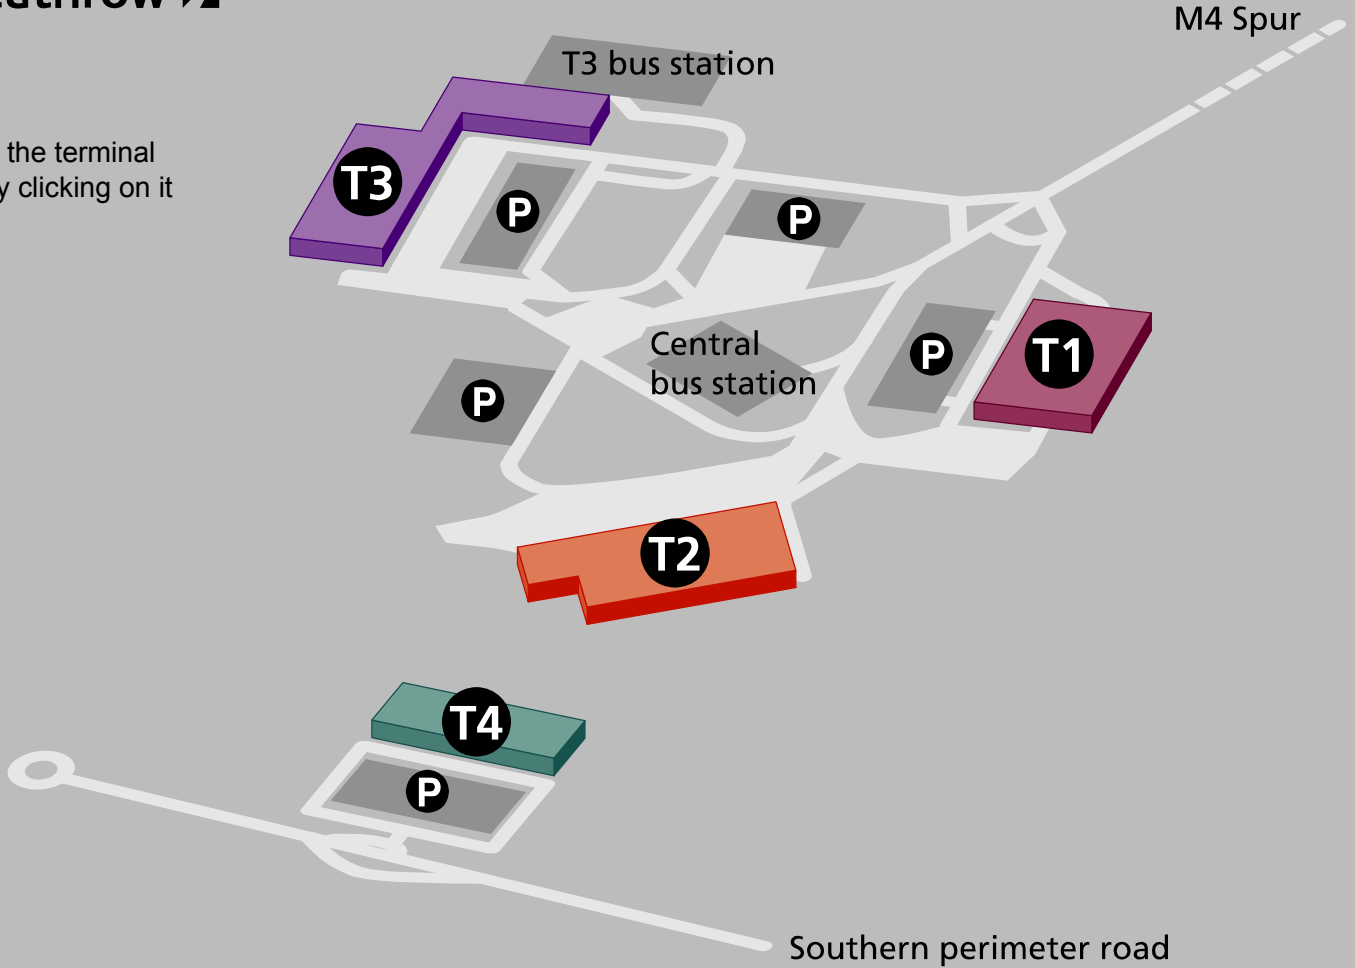 M4 Spur
T3 bus station
the terminal
clicking on it
T3
P
P
Central
bus station
P
T1
P
T2
T4
P
Southern perimeter road